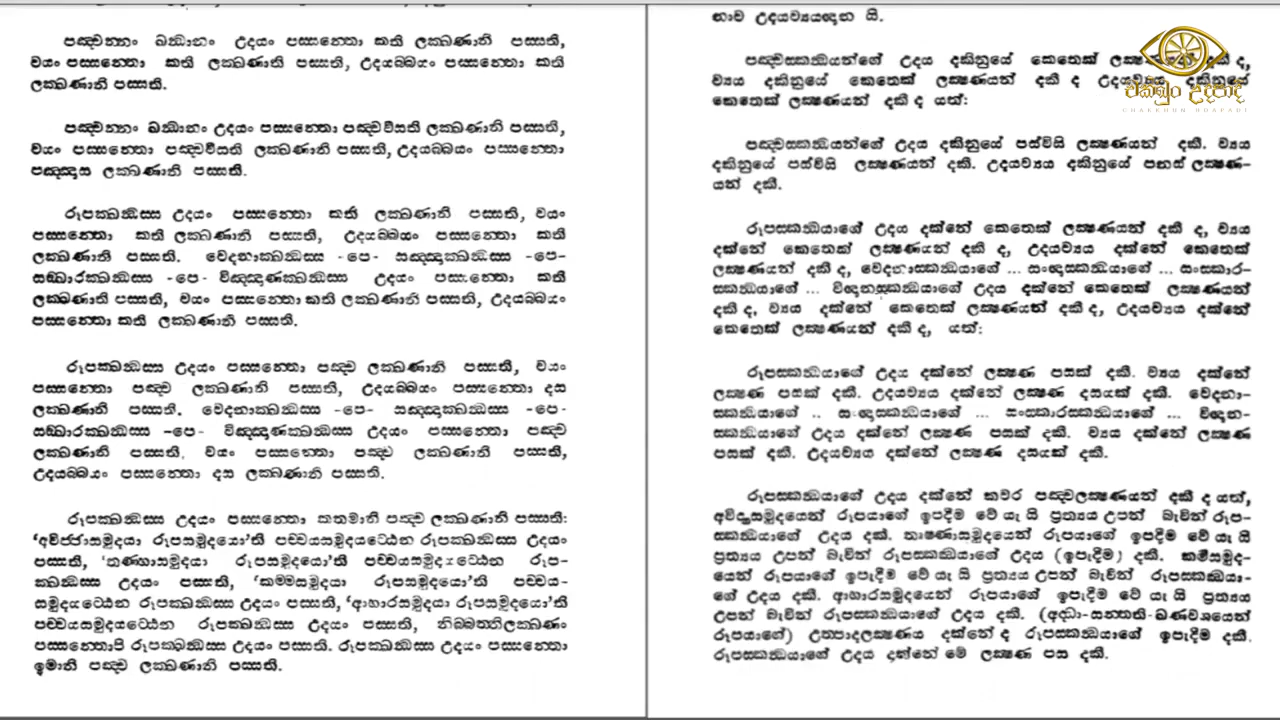 පඤ්චන්නං ඛන්ධානං උදයං පස්සන්තො කති ලක්ඛණානි පස්සති,
වයං පස්සන්තො කති ලක්ඛණානි පස්සති, උදයබ්බයං පස්සන්තො කති
ලක්ඛණානි පස්සති.
පඤ්චන්නං ඛන්ධානං උදයං පස්සන්තො පඤ්චවීසති ලක්ඛණානි පස්සති,
වයං පස්සන්තො පඤ්චවීසති ලක්ඛණානි පස්සති, උදයබ්බයං පස්සන්තො
පඤ්ඤාස ලක්ඛණානි පස්සති.
රූපක්ඛන්ධස්ස උදයං පස්සන්තො කති ලක්ඛණානි පස්සති, වයං
පස්සන්තො කති ලක්ඛණානි පස්සති, උදයබ්බයං පස්සන්තො කති
ලක්ඛණානි පස්සති. වෙදනාක්ඛන්ධස්ස -පෙ- සඤ්ඤාක්ඛන්ධස්ස -පෙ-
සඞ්ඛාරක්ඛන්ධස්ස -පෙ- විඤ්ඤාණක්ඛන්ධස්ස උදයං පස්සන්තො කති
ලක්ඛණානි පස්සති, වයං පස්සන්තො කති ලක්ඛණානි පස්සති, උදයබ්බයං
පස්සන්තො කති ලක්ඛණානි පස්සති.
රූපක්ඛන්ධස්ස උදයං පස්සන්තො පඤ්ච ලක්ඛණානි පස්සති, වයං
පස්සන්තො පඤ්ච ලක්ඛණානි පස්සති, උදයබ්බයං පස්සන්තො දස
ලක්ඛණානි පස්සති. වෙදනාක්ඛන්ධස්ස -පෙ- සඤ්ඤාක්ඛන්ධස්ස -පෙ-
සඞ්ඛාරක්ඛන්ධස්ස -පෙ- විඤ්ඤාණක්ඛන්ධස්ස උදයං පස්සන්තො පඤ්ච
ලක්ඛණානි පස්සති, වයං පස්සන්තො පඤ්ච ලක්ඛණානි පස්සති,
උදයබ්බයං පස්සන්තො දස ලක්ඛණානි පස්සති.
රූපක්ඛන්ධස්ස උදයං පස්සන්තො කතමානි පඤ්ච ලක්ඛණානි පස්සති:
‘අවිජ්ජාසමුදයා රූපසමුදයො’ති පච්චයසමුදයට්ඨෙන රූපක්ඛන්ධස්ස උදයං
පස්සති, ‘තණ්හාසමුදයා රූපසමුදයො’ති පච්චයසමුදයට්ඨෙන රූප-
ක්ඛන්ධස්ස උදයං පස්සති, ‘කම්මසමුදයා රූපසමුදයො’ති පච්චය-
සමුදයට්ඨෙන රූපක්ඛන්ධස්ස උදයං පස්සති, ‘ආහාරසමුදයා රූපසමුදයො’ති
පච්චයසමුදයට්ඨෙන රූපක්ඛන්ධස්ස උදයං පස්සති, නිබ්බත්තිලක්ඛණං
පස්සන්තොපි රූපක්ඛන්ධස්ස උදයං පස්සති. රූපක්ඛන්ධස්ස උදයං පස්සන්තො
ඉමානි පඤ්ච ලක්ඛණානි පස්සති.
භාව උදයව්‍යයඥාන යි.
පඤ්චස්කන්ධයන්ගේ උදය දකිනුයේ කෙතෙක් ලක්‍ෂණයන් දකී ද,
ව්‍යය දකිනුයේ කෙතෙක් ලක්‍ෂණයන් දකී ද උදයව්‍යය දකිනුයේ
කෙතෙක් ලක්‍ෂණයන් දකී ද යත්:
පඤ්චස්කන්ධයන්ගේ උදය දකිනුයේ පස්විසි ලක්‍ෂණයන් දකී. ව්‍යය
දකිනුයේ පස්විසි ලක්‍ෂණයන් දකී. උදයව්‍යය දකිනුයේ පනස් ලක්‍ෂණ-
යන් දකී.
රූපස්කන්ධයාගේ උදය දක්නේ කෙතෙක් ලක්‍ෂණයන් දකී ද, ව්‍යය
දක්නේ කෙතෙක් ලක්‍ෂණයන් දකී ද, උදයව්‍යය දක්නේ කෙතෙක්
ලක්‍ෂණයන් දකී ද, වේදනාස්කන්ධයාගේ ... සංඥාස්කන්ධයාගේ ... සංස්කාර-
ස්කන්ධයාගේ ... විඥානස්කන්ධයාගේ උදය දක්නේ කෙතෙක් ලක්‍ෂණයන්
දකී ද, ව්‍යය දක්නේ කෙතෙක් ලක්‍ෂණයන් දකී ද, උදයව්‍යය දක්නේ
කෙතෙක් ලක්‍ෂණයන් දකී ද, යත්:
රූපස්කන්ධයාගේ උදය දක්නේ ලක්‍ෂණ පසක් දකී. ව්‍යය දක්නේ
ලක්‍ෂණ පසක් දකී. උදයව්‍යය දක්නේ ලක්‍ෂණ දසයක් දකී. වේදනා-
ස්කන්ධයාගේ .. සංඥාස්කන්ධයාගේ ... සංස්කාරස්කන්ධයාගේ ... විඥාන-
ස්කන්ධයාගේ උදය දක්නේ ලක්‍ෂණ පසක් දකී. ව්‍යය දක්නේ ලක්‍ෂණ
පසක් දකී. උදයව්‍යය දක්නේ ලක්‍ෂණ දසයක් දකී.
රූපස්කන්ධයාගේ උදය දක්නේ කවර පඤ්චලක්‍ෂණයන් දකී ද යත්,
අවිද්‍යාසමුදයෙන් රූපයාගේ ඉපදීම වේ යැ යි ප්‍රත්‍යය උපන් බැවින් රූප-
ස්කන්ධයාගේ උදය දකී. තෘෂ්ණාසමුදයෙන් රූපයාගේ ඉපදීම වේ යැ යි
ප්‍රත්‍යය උපන් බැවින් රූපස්කන්ධයාගේ උදය (ඉපදීම) දකී. කර්‍මසමුද-
යෙන් රූපයාගේ ඉපදීම වේ යැ යි ප්‍රත්‍යය උපන් බැවින් රූපස්කන්ධයා-
ගේ උදය දකී. ආහාරසමුදයෙන් රූපයාගේ ඉපදීම වේ යැ යි ප්‍රත්‍යය
උපන් බැවින් රූපස්කන්ධයාගේ උදය දකී. (අද්ධා-සන්තති-ඛණවශයෙන්
රූපයාගේ) උත්පාදලක්‍ෂණය දක්නේ ද රූපස්කන්ධයාගේ ඉපැදීම දකී.
රූපස්කන්ධයාගේ උදය දක්නේ මේ ලක්‍ෂණ පස දකී.
චක්ඛුං උදපාදි
CHAKKHUN UDAPADI